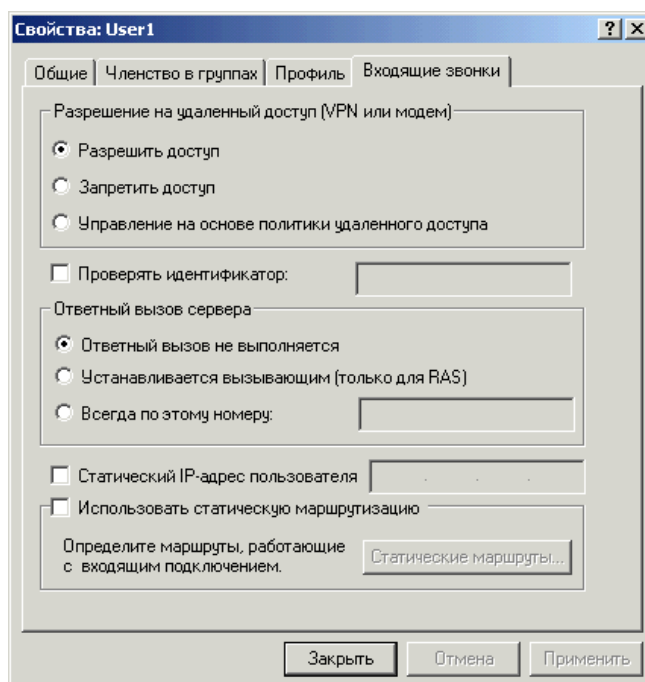 Свойства: User1
Общие Членство в группах Профиль Входящие звонки
Разрешение на удаленный доступ (VPN или модем)
Разрешить доступ
Запретить доступ
Управление на основе политики удаленного доступа
Проверять идентификатор:
Ответный вызов сервера
Ответный вызов не выполняется
Устанавливается вызывающим (только для RAS)
Всегда по этому номеру:
Статический IP-адрес пользователя
Использовать статическую маршрутизацию
Определите маршруты, работающие
с входящим подключением.
Статические маршруты...
Закрыть Отмена Применить